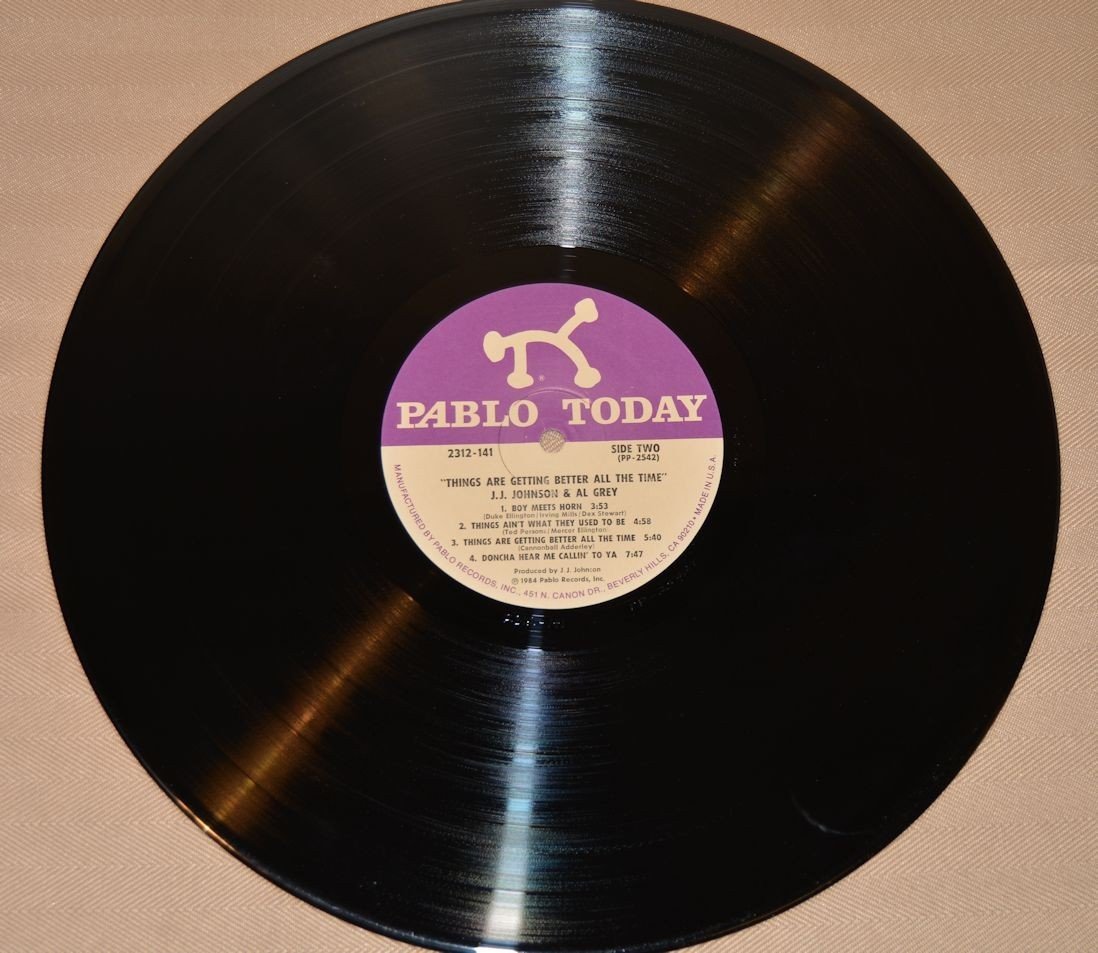 ®
PABLO TODAY
2312-141
SIDE TWO
(PP-2542)
"THINGS ARE GETTING BETTER ALL THE TIME"
J.J. JOHNSON & AL GREY
1. BOY MEETS HORN 3:53
(Duke Ellington/Irving Mills/Dex Stewart)
2. THINGS AIN'T WHAT THEY USED TO BE 4:58
(Ted Persons/Mercer Ellington)
3. THINGS ARE GETTING BETTER ALL THE TIME 5:40
(Cannonball Adderley)
4. DONCHA HEAR ME CALLIN' TO YA 7:47
Produced by J.J. Johnson
© 1984 Pablo Records, Inc.
MANUFACTURED BY PABLO RECORDS, INC., 451 N. CANON DR., BEVERLY HILLS, CA 90210 • MADE IN U.S.A.